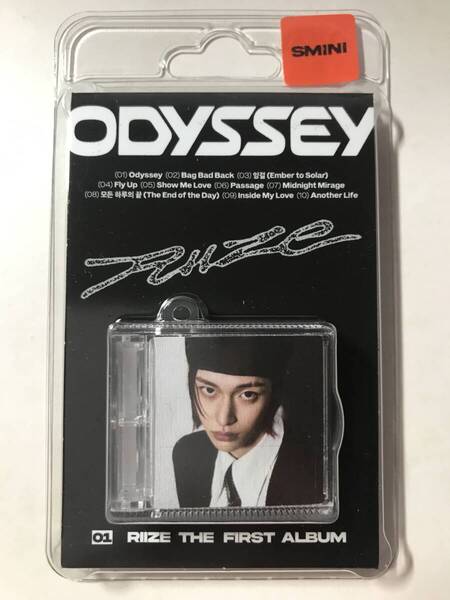 SMiNi
ODYSSEY
(01) Odyssey (02) Bag Bad Back (03) 잉걸 (Ember to Solar)
(04) Fly Up (05) Show Me Love (06) Passage (07) Midnight Mirage
(08) 모든 하루의 끝 (The End of the Day) (09) Inside My Love (10) Another Life
RIIZE
01 RIIZE THE FIRST ALBUM